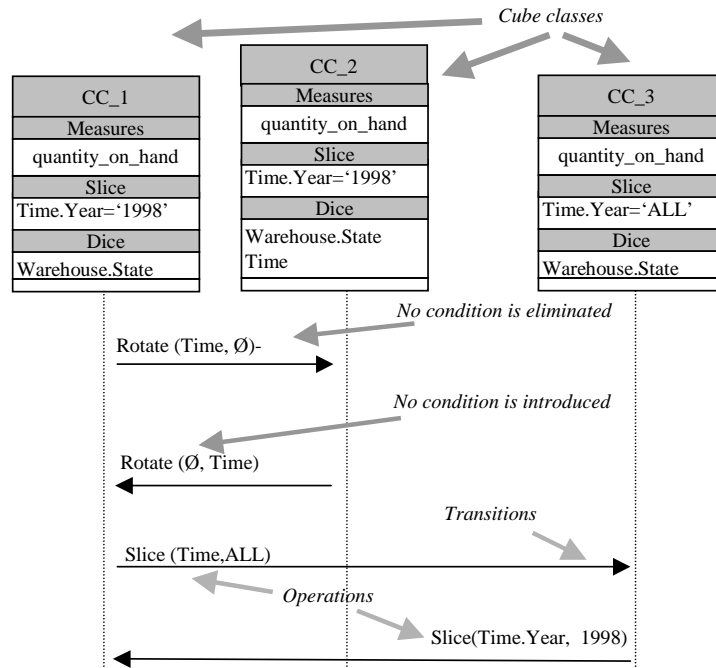 Cube classes
CC_1
Measures
quantity_on_hand
Slice
Time.Year=‘1998’
Dice
Warehouse.State
CC_2
Measures
quantity_on_hand
Slice
Time.Year=‘1998’
Dice
Warehouse.State
Time
CC_3
Measures
quantity_on_hand
Slice
Time.Year=‘ALL’
Dice
Warehouse.State
No condition is eliminated
Rotate (Time, Ø)-
No condition is introduced
Rotate (Ø, Time)
Transitions
Slice (Time,ALL)
Operations
Slice(Time.Year, 1998)